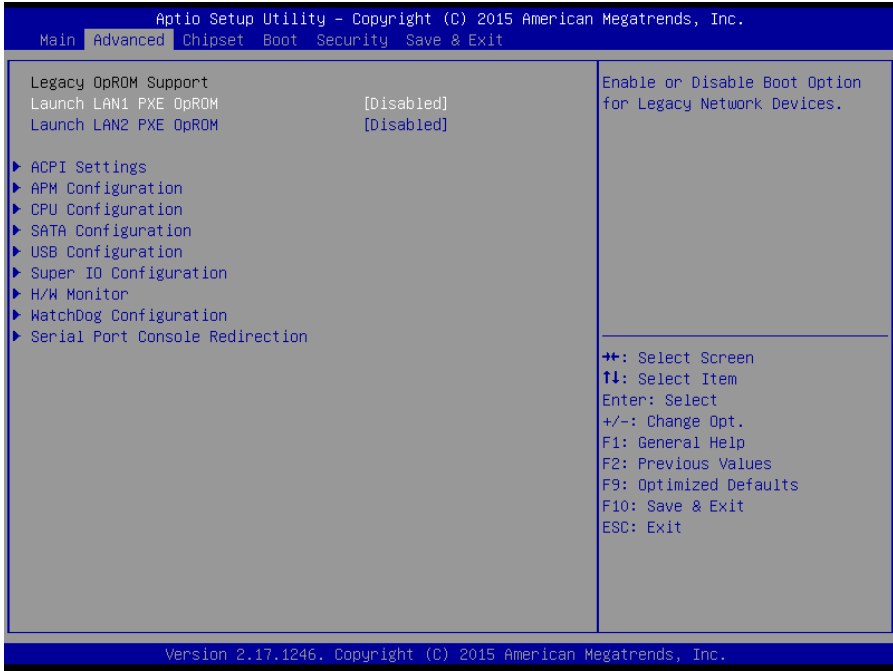 Aptio Setup Utility – Copyright (C) 2015 American Megatrends, Inc.
Main Advanced Chipset Boot Security Save & Exit
Legacy OpROM Support
Launch LAN1 PXE OpROM [Disabled]
Launch LAN2 PXE OpROM [Disabled]
▶ ACPI Settings
▶ APM Configuration
▶ CPU Configuration
▶ SATA Configuration
▶ USB Configuration
▶ Super IO Configuration
▶ H/W Monitor
▶ WatchDog Configuration
▶ Serial Port Console Redirection
Enable or Disable Boot Option
for Legacy Network Devices.
→←: Select Screen
↑↓: Select Item
Enter: Select
+/-: Change Opt.
F1: General Help
F2: Previous Values
F9: Optimized Defaults
F10: Save & Exit
ESC: Exit
Version 2.17.1246. Copyright (C) 2015 American Megatrends, Inc.